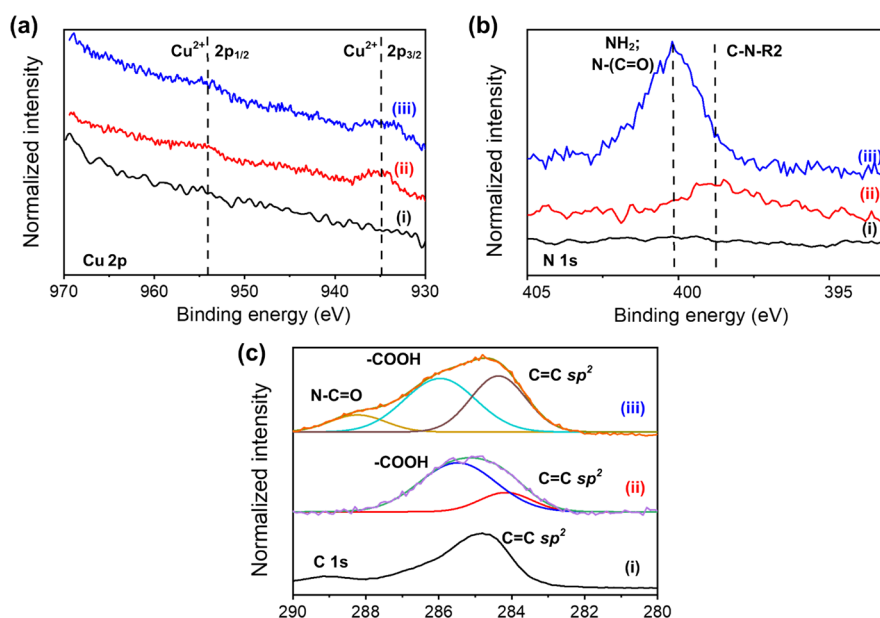 (a)
Cu²⁺ 2p₁/₂
Cu²⁺ 2p₃/₂
(iii)
(ii)
(i)
Cu 2p
Normalized intensity
970 960 950 940 930
Binding energy (eV)
(b)
NH₂;
N-(C=O)
C-N-R2
(iij)
(ii)
(i)
N 1s
Normalized intensity
405 400 395
Binding energy (eV)
(c)
-COOH
N-C=O
C=C sp²
(iii)
-COOH
C=C sp²
(ii)
C=C sp²
C 1s
(i)
Normalized intensity
290 288 286 284 282 280